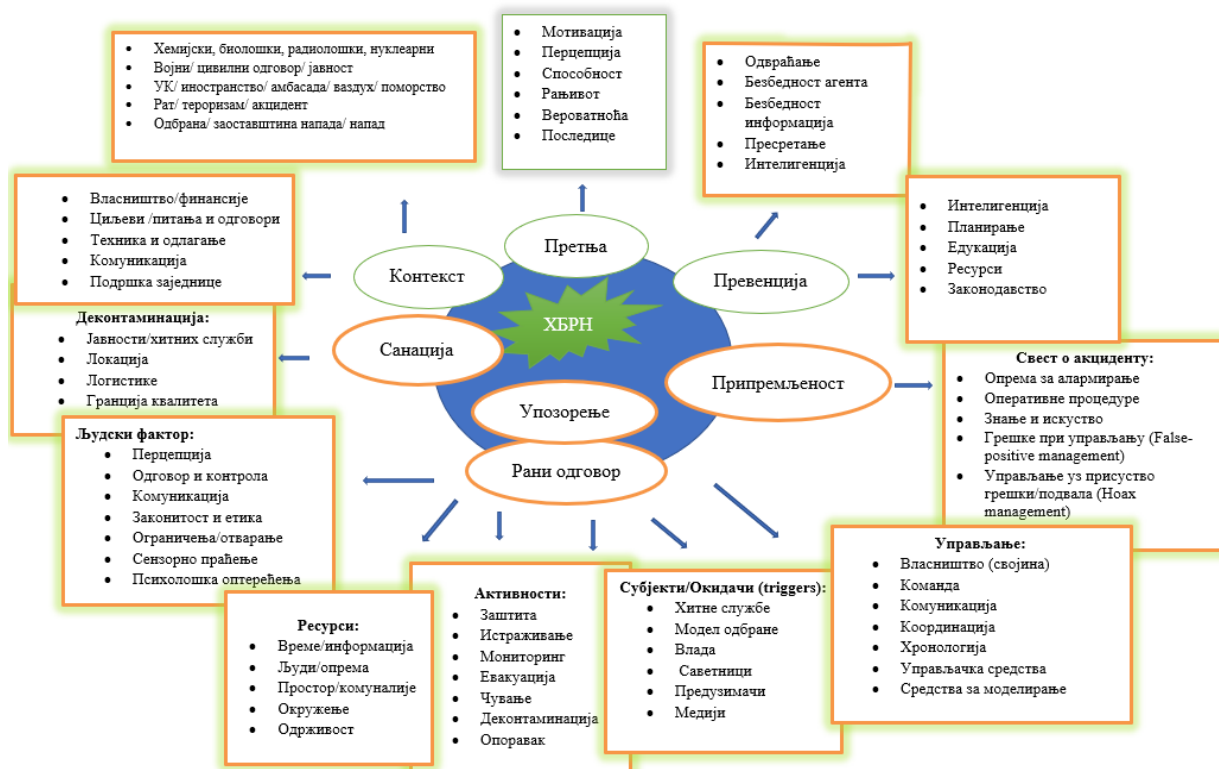 Хемијски, биолошки, радиолошки, нуклеарни
Војни/ цивилни одговор/ јавност
УК/ иностранство/ амбасада/ ваздух/ поморство
Рат/ тероризам/ акцидент
Одбрана/ заоставштина напада/ напад
Мотивација
Перцепција
Способност
Рањивот
Вероватноћа
Последице
Одвраћање
Безбедност агента
Безбедност
информација
Пресретање
Интелигенција
Власништво/финансије
Циљеви /питања и одговори
Техника и одлагање
Комуникација
Подршка заједнице
Интелигенција
Планирање
Едукација
Ресурси
Законодавство
Претња
Контекст
Превенција
ХБРН
Санација
Припремљеност
Упозорење
Рани одговор
Деконтаминација:
Јавности/хитних служби
Локација
Логистике
Гранција квалитета
Свест о акциденту:
Опрема за алармирање
Оперативне процедуре
Знање и искуство
Грешке при управљању (False-
positive management)
Управљање уз присуство
грешки/подвала (Hoax
management)
Људски фактор:
Перцепција
Одговор и контрола
Комуникација
Законитост и етика
Ограничења/отварање
Сензорно праћење
Психолошка оптерећења
Ресурси:
Време/информација
Људи/опрема
Простор/комуналије
Окружење
Одрживост
Активности:
Заштита
Истраживање
Мониторинг
Евакуација
Чување
Деконтаминација
Опоравак
Субјекти/Окидачи (triggers):
Хитне службе
Модел одбране
Влада
Саветници
Предузимачи
Медији
Управљање:
Власништво (својина)
Команда
Комуникација
Координација
Хронологија
Управљачка средства
Средства за моделирање